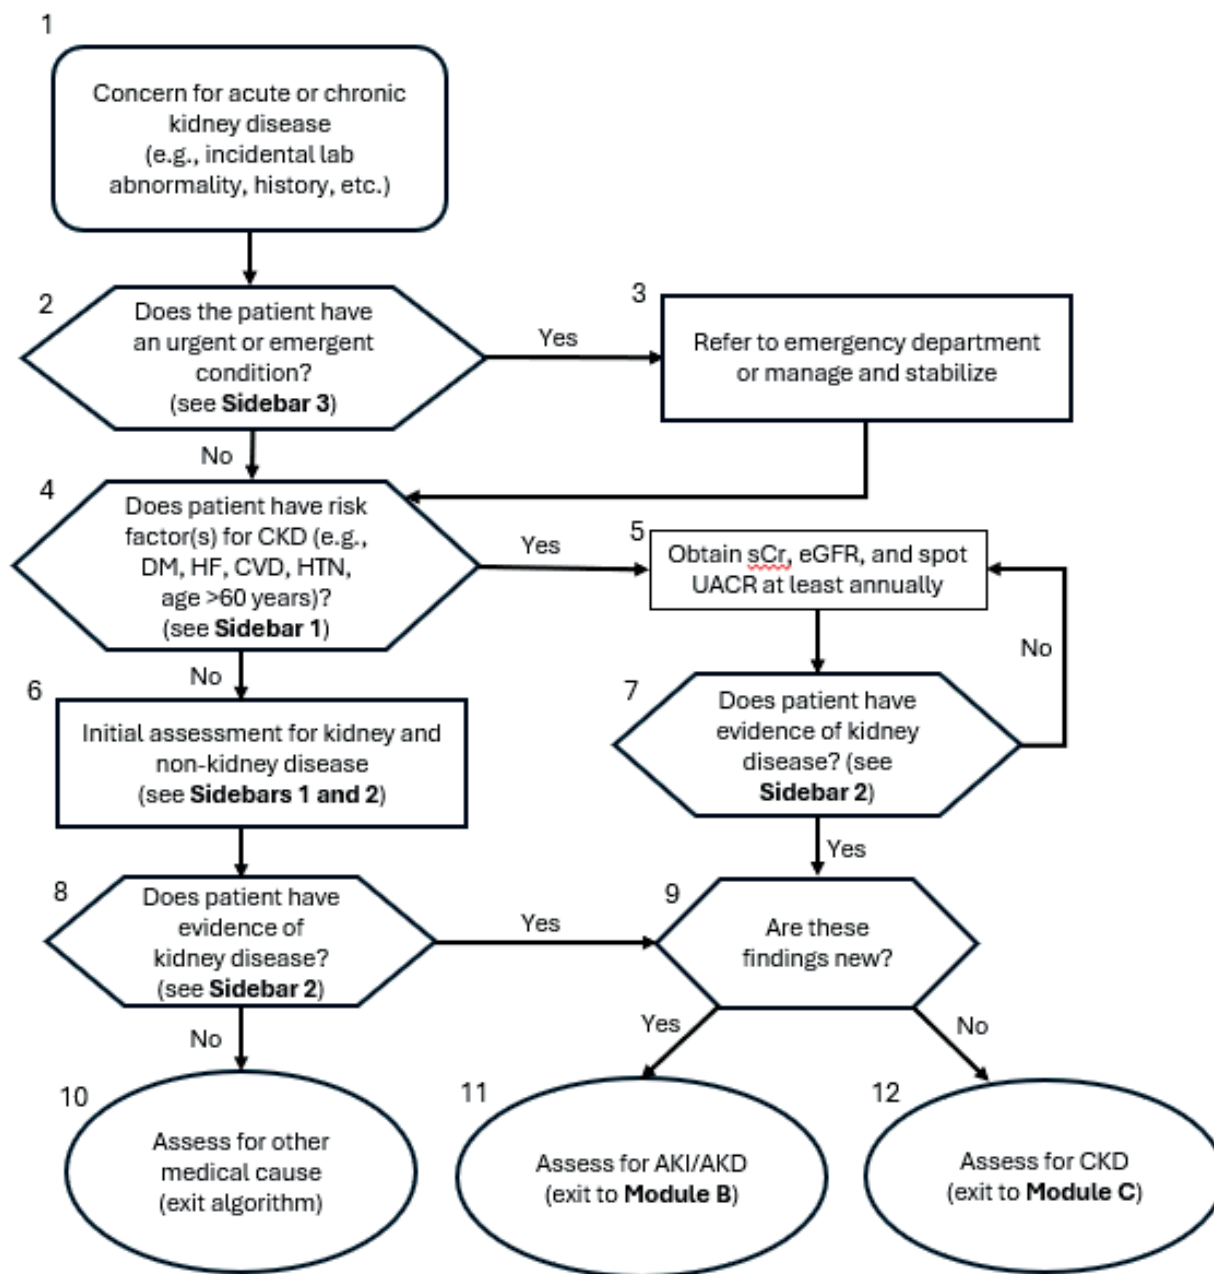 1
Concern for acute or chronic
kidney disease
(e.g., incidental lab
abnormality, history, etc.)
2
Does the patient have
an urgent or emergent
condition?
(see Sidebar 3)
Yes
3
Refer to emergency department
or manage and stabilize
No
4
Does patient have risk
factor(s) for CKD (e.g.,
DM, HF, CVD, HTN,
age >60 years)?
(see Sidebar 1)
Yes
5
Obtain sCr, eGFR, and spot
UACR at least annually
No
No
6
Initial assessment for kidney and
non-kidney disease
(see Sidebars 1 and 2)
7
Does patient have
evidence of kidney
disease? (see
Sidebar 2)
Yes
8
Does patient have
evidence of
kidney disease?
(see Sidebar 2)
Yes
9
Are these
findings new?
No
Yes
No
10
Assess for other
medical cause
(exit algorithm)
11
Assess for AKI/AKD
(exit to Module B)
12
Assess for CKD
(exit to Module C)